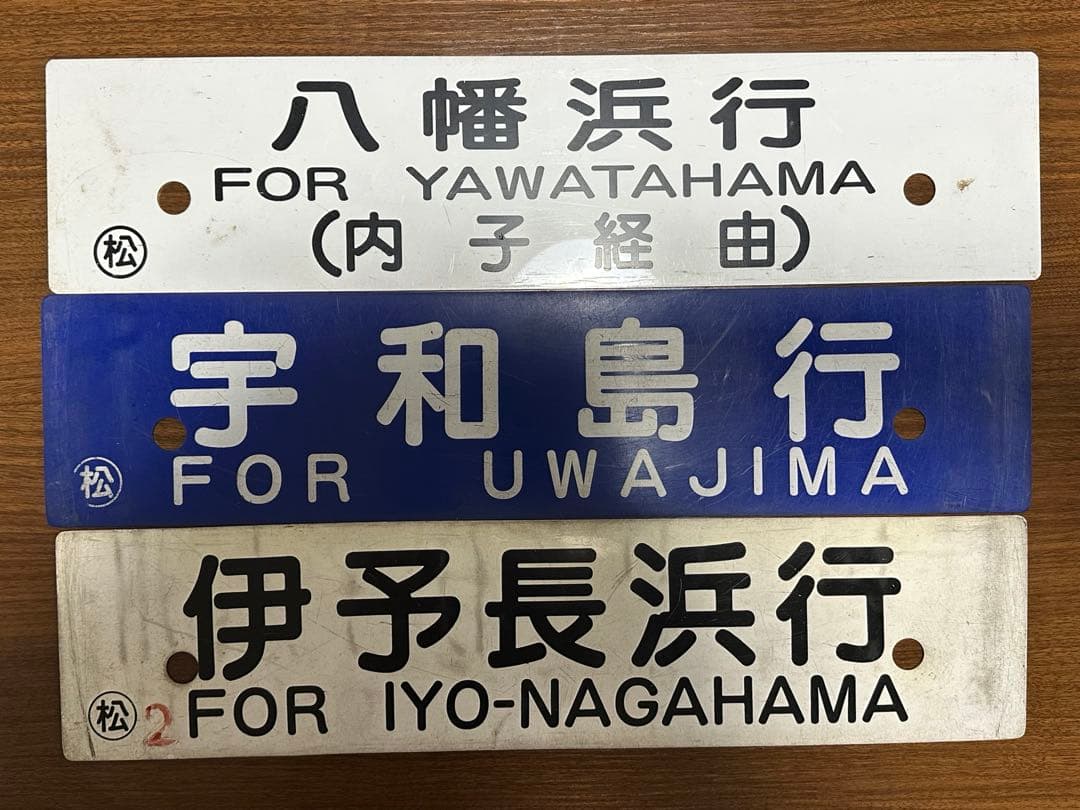 八幡浜行
FOR YAWATAHAMA
(内子経由)
松
宇和島行
FOR UWAJIMA
松
伊予長浜行
FOR IYO-NAGAHAMA
松 2